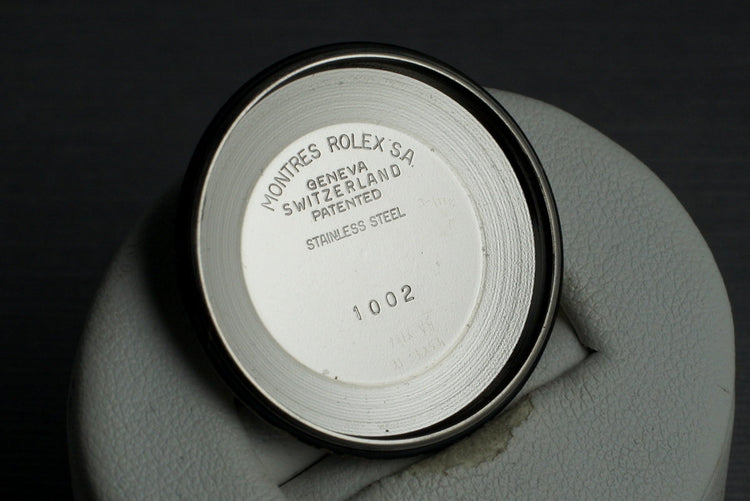 MONTRES ROLEX S.A.
GENEVA
SWITZERLAND
PATENTED
STAINLESS STEEL
1002